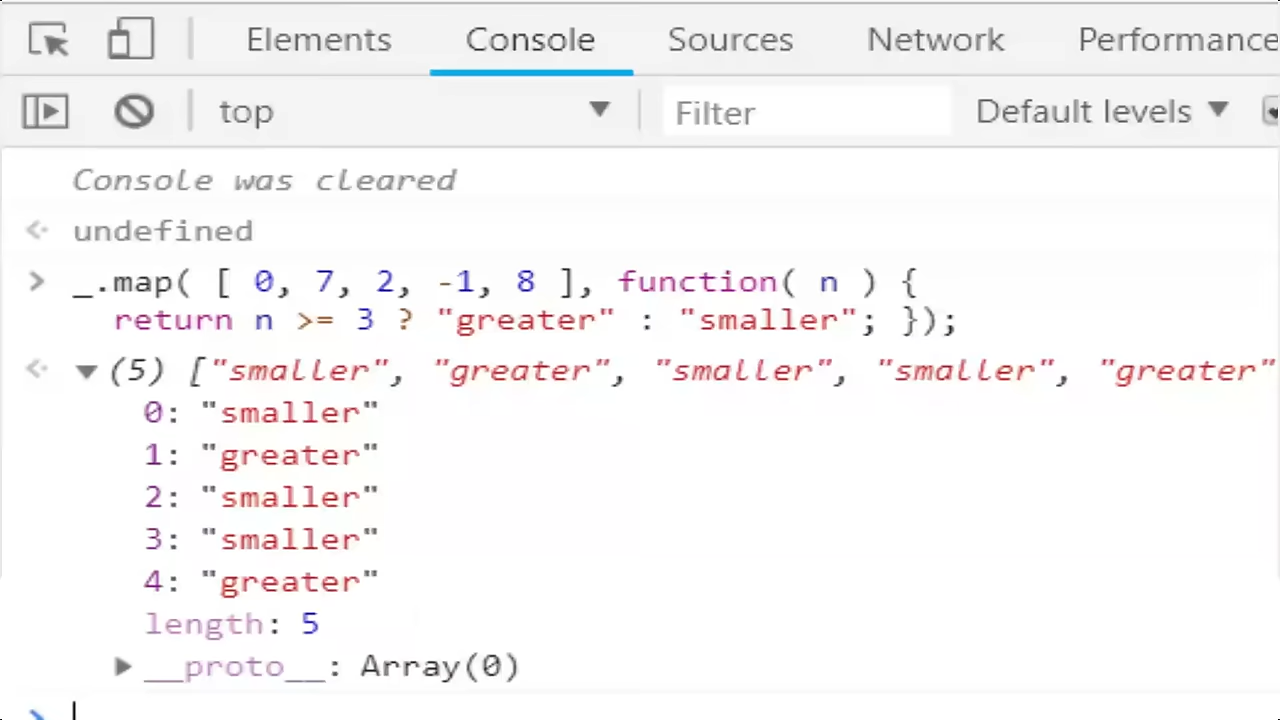 Elements Console Sources Network Performance
top Filter Default levels
Console was cleared
undefined
_.map( [ 0, 7, 2, -1, 8 ], function( n ) {
return n >= 3 ? "greater" : "smaller"; });
(5) ["smaller", "greater", "smaller", "smaller", "greater"
0: "smaller"
1: "greater"
2: "smaller"
3: "smaller"
4: "greater"
length: 5
__proto__: Array(0)